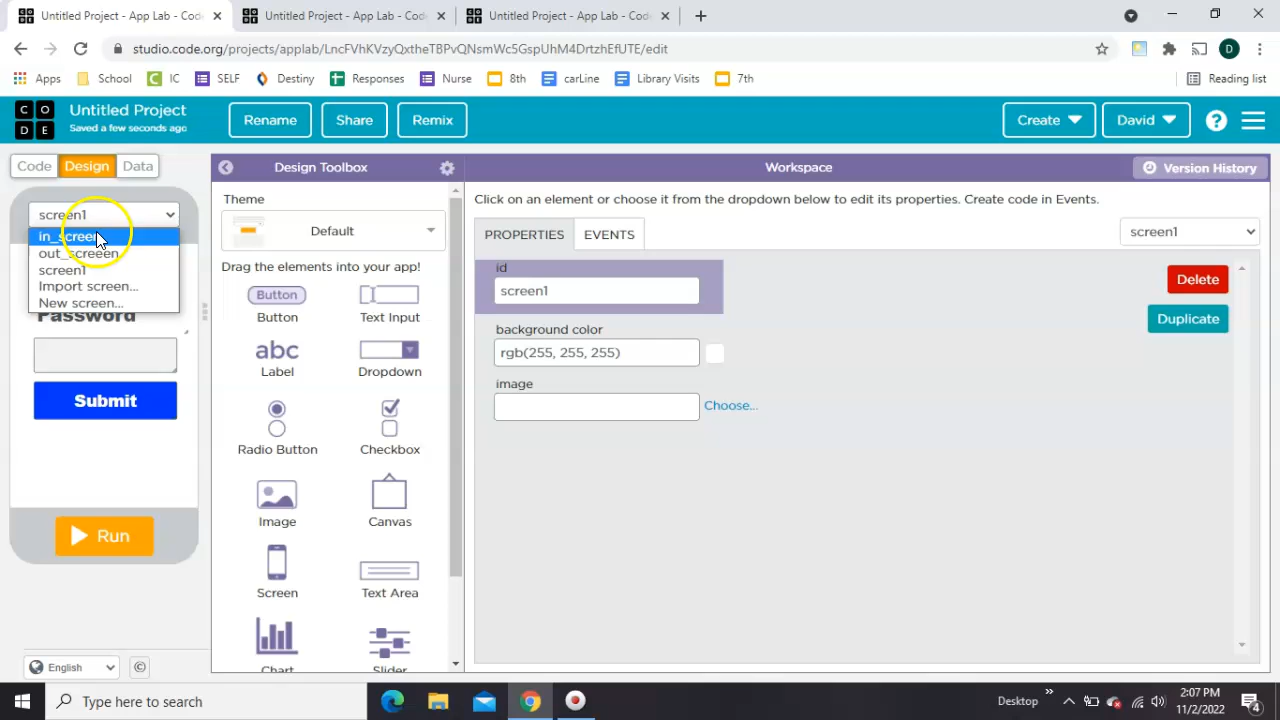 Untitled Project - App Lab - Cod
Untitled Project - App Lab - Code
Untitled Project - App Lab - Code
studio.code.org/projects/applab/LncFVhKVzyQxtheTBPvQNsmWc5GspUhM4DrtzhEfUTE/edit
D
Apps
School
IC
SELF
Destiny
Responses
Nurse
8th
carLine
Library Visits
7th
Reading list
C O
D E
Untitled Project
Saved a few seconds ago
Rename
Share
Remix
Create
David
?
Code
Design
Data
Design Toolbox
Workspace
Version History
screen1
in_screen
out_screeen
screen1
Import screen...
New screen...
Password
Submit
Run
English
©
Theme
Default
Drag the elements into your app!
Button
Button
Text Input
abc
Label
Dropdown
Radio Button
Checkbox
Image
Canvas
Screen
Text Area
Chart
Slider
Click on an element or choose it from the dropdown below to edit its properties. Create code in Events.
PROPERTIES
EVENTS
screen1
id
screen1
Delete
Duplicate
background color
rgb(255, 255, 255)
image
Choose...
Type here to search
Desktop
2:07 PM
11/2/2022
4